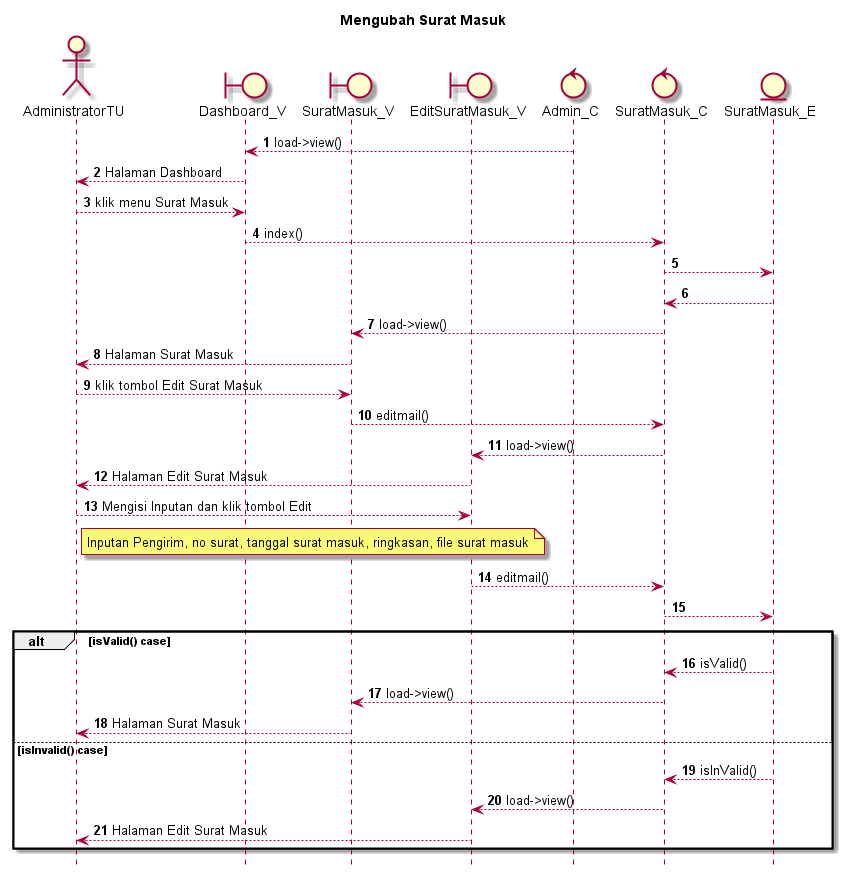 Mengubah Surat Masuk
AdministratorTU
Dashboard_V
SuratMasuk_V
EditSuratMasuk_V
Admin_C
SuratMasuk_C
SuratMasuk_E
1 load->view()
2 Halaman Dashboard
3 klik menu Surat Masuk
4 index()
5
6
7 load->view()
8 Halaman Surat Masuk
9 klik tombol Edit Surat Masuk
10 editmail()
11 load->view()
12 Halaman Edit Surat Masuk
13 Mengisi Inputan dan klik tombol Edit
Inputan Pengirim, no surat, tanggal surat masuk, ringkasan, file surat masuk
14 editmail()
15
alt [isValid() case]
16 isValid()
17 load->view()
18 Halaman Surat Masuk
[isInvalid() case]
19 isInValid()
20 load->view()
21 Halaman Edit Surat Masuk